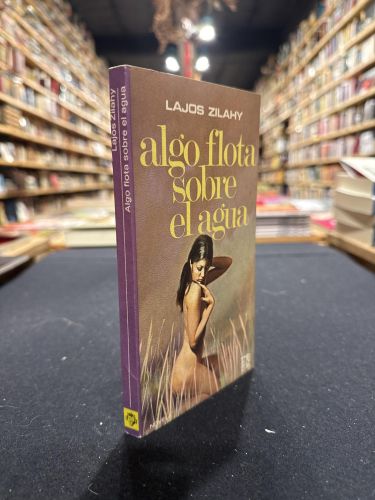 LAJOS ZILAHY
algo flota
sobre
el agua
Lajos Zilahy
Algo flota sobre el agua